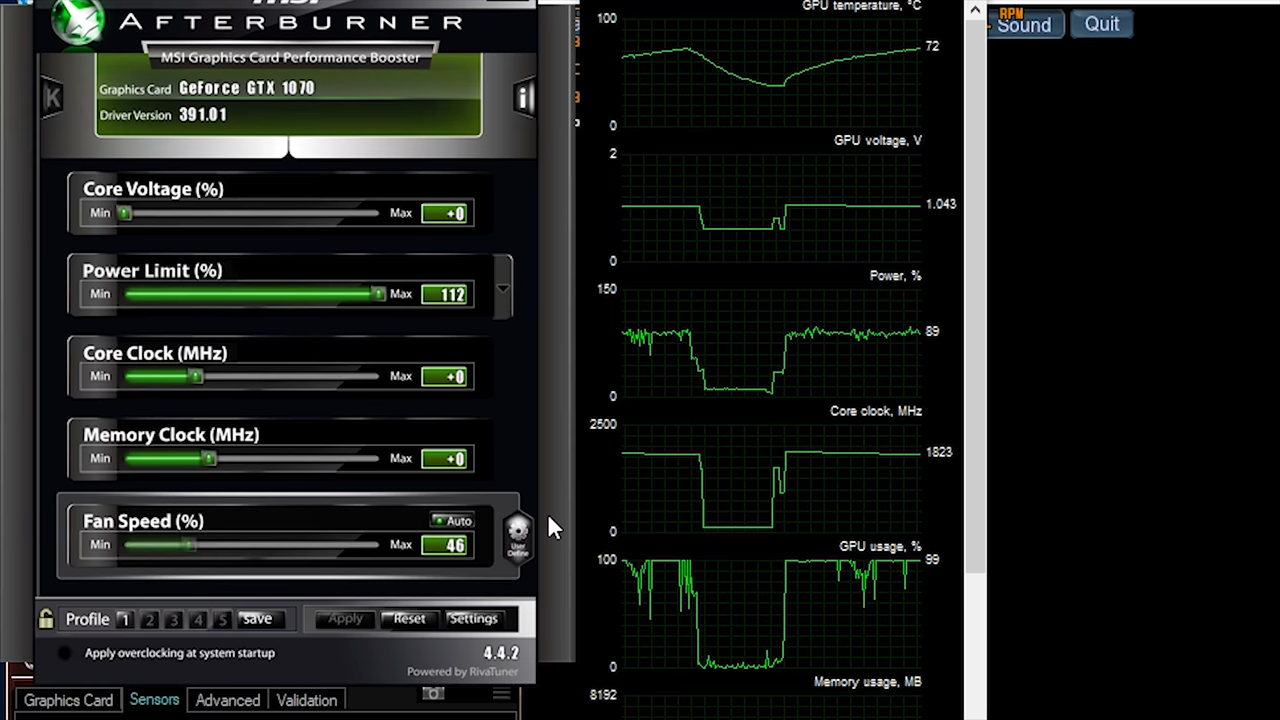 AFTERBURNER
MSI Graphics Card Performance Booster
Graphics Card GeForce GTX 1070
Driver Version 391.01
K
i
Core Voltage (%)
Min Max +0
Power Limit (%)
Min Max 112
Core Clock (MHz)
Min Max +0
Memory Clock (MHz)
Min Max +0
Fan Speed (%)
Auto
Min Max 46
User
Define
Profile 1 2 3 4 5 save Apply Reset Settings
Apply overclocking at system startup
4.4.2
Powered by RivaTuner
Graphics Card Sensors Advanced Validation
GPU temperature, °C
100
72
0
GPU voltage, V
2
1.043
0
Power, %
150
89
0
Core clock, MHz
2500
1823
0
GPU usage, %
100
99
0
Memory usage, MB
8192
RPM
Sound
Quit